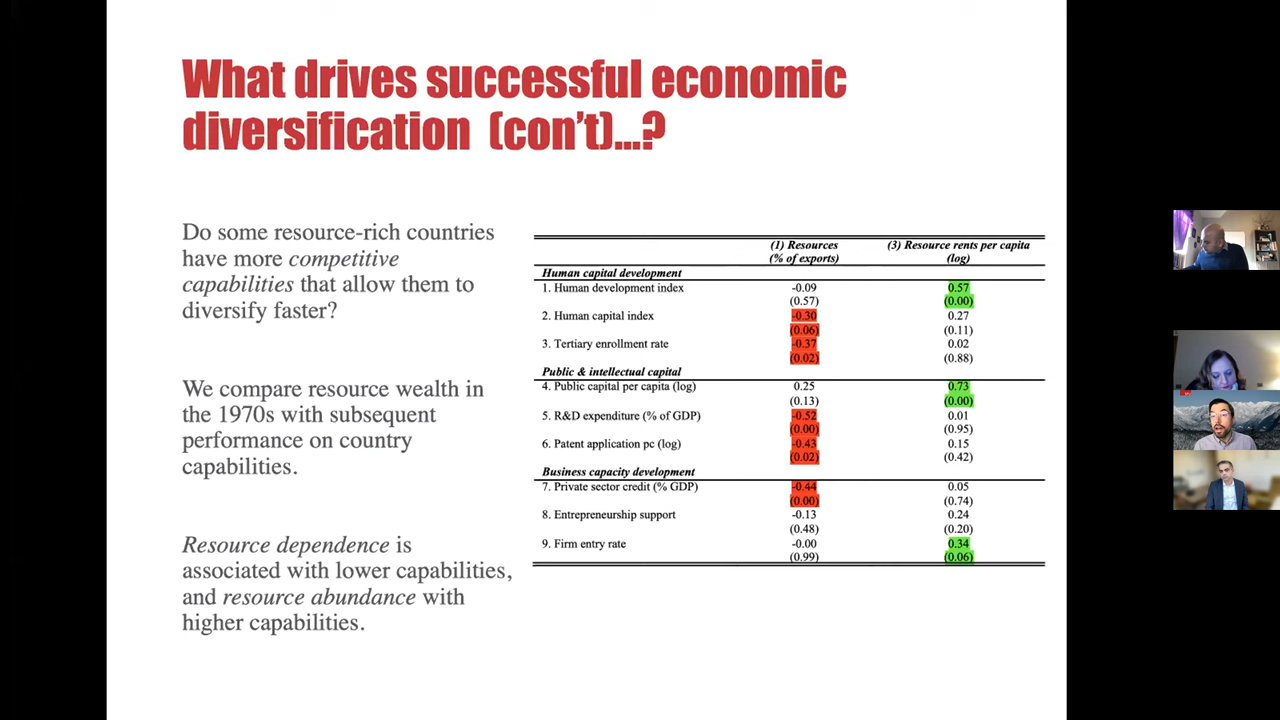 What drives successful economic
diversification (con’t)...?
Do some resource-rich countries
have more competitive
capabilities that allow them to
diversify faster?
We compare resource wealth in
the 1970s with subsequent
performance on country
capabilities.
Resource dependence is
associated with lower capabilities,
and resource abundance with
higher capabilities.
(1) Resources (3) Resource rents per capita
(% of exports) (log)
Human capital development
1. Human development index -0.09 0.57
(0.57) (0.00)
2. Human capital index -0.30 0.27
(0.06) (0.11)
3. Tertiary enrollment rate -0.37 0.02
(0.02) (0.88)
Public & intellectual capital
4. Public capital per capita (log) 0.25 0.73
(0.13) (0.00)
5. R&D expenditure (% of GDP) -0.52 0.01
(0.00) (0.95)
6. Patent application pc (log) -0.43 0.15
(0.02) (0.42)
Business capacity development
7. Private sector credit (% GDP) -0.44 0.05
(0.00) (0.74)
8. Entrepreneurship support -0.13 0.24
(0.48) (0.20)
9. Firm entry rate -0.00 0.34
(0.99) (0.06)